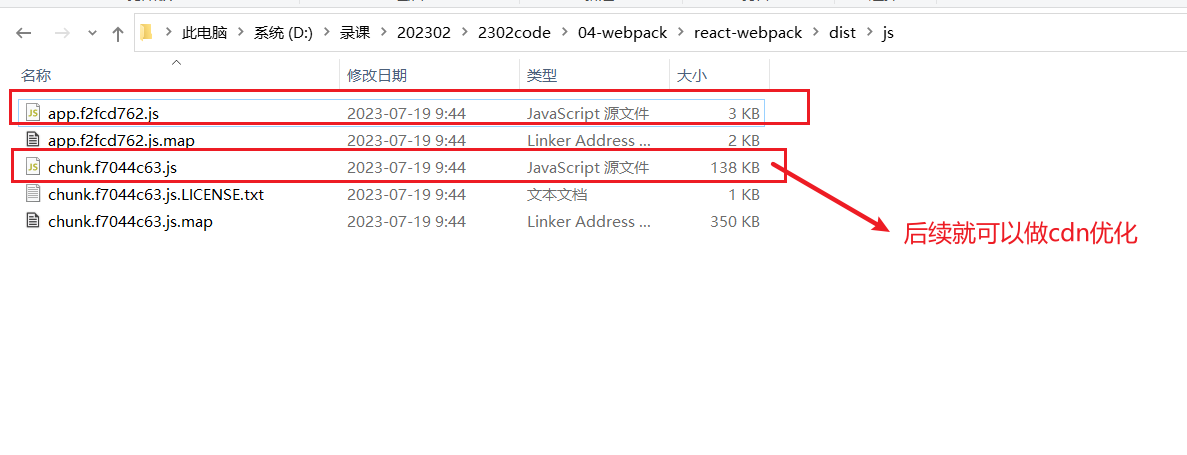 此电脑 > 系统 (D:) > 录课 > 202302 > 2302code > 04-webpack > react-webpack > dist > js
名称 修改日期 类型 大小
app.f2fcd762.js 2023-07-19 9:44 JavaScript 源文件 3 KB
app.f2fcd762.js.map 2023-07-19 9:44 Linker Address ... 2 KB
chunk.f7044c63.js 2023-07-19 9:44 JavaScript 源文件 138 KB
chunk.f7044c63.js.LICENSE.txt 2023-07-19 9:44 文本文档 1 KB
chunk.f7044c63.js.map 2023-07-19 9:44 Linker Address ... 350 KB
后续就可以做cdn优化